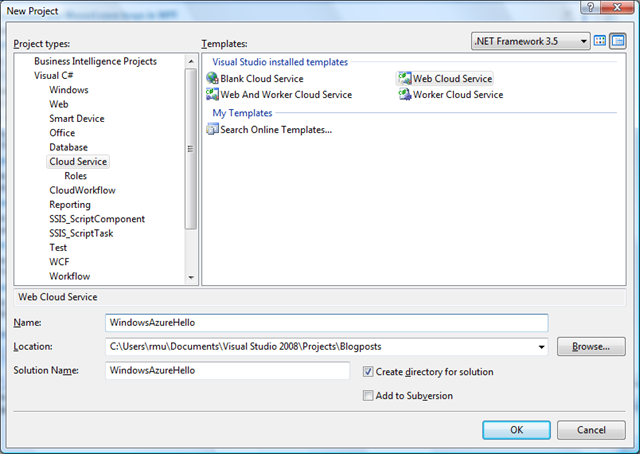 New Project
Project types:
Templates:
.NET Framework 3.5
Business Intelligence Projects
Visual C#
Windows
Web
Smart Device
Office
Database
Cloud Service
Roles
CloudWorkflow
Reporting
SSIS_ScriptComponent
SSIS_ScriptTask
Test
WCF
Workflow
Visual Studio installed templates
Blank Cloud Service
Web Cloud Service
Web And Worker Cloud Service
Worker Cloud Service
My Templates
Search Online Templates...
Web Cloud Service
Name:
WindowsAzureHello
Location:
C:\Users\rmu\Documents\Visual Studio 2008\Projects\Blogposts
Browse...
Solution Name:
WindowsAzureHello
Create directory for solution
Add to Subversion
OK
Cancel